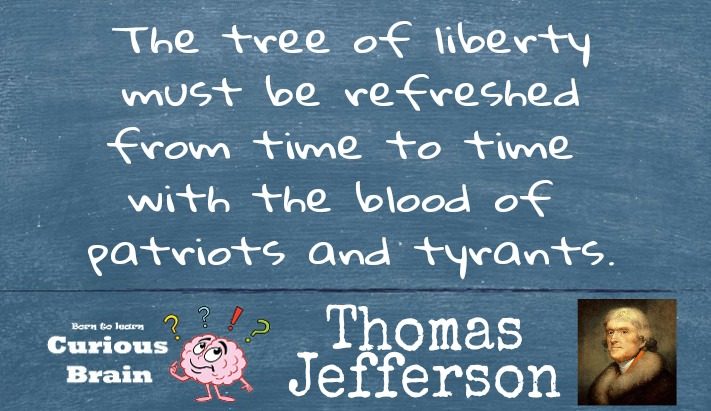 The tree of liberty
must be refreshed
from time to time
with the blood of
patriots and tyrants.
Born to learn
Curious
Brain
Thomas
Jefferson